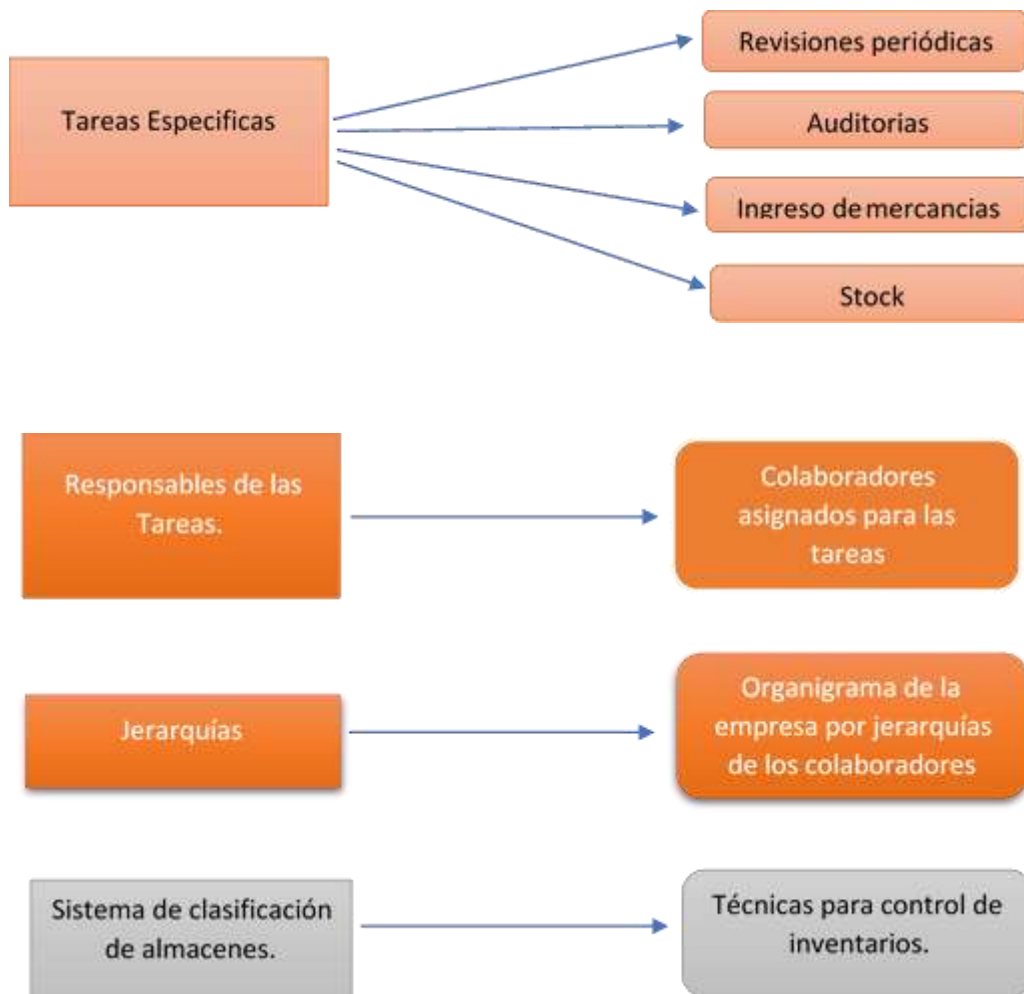 Tareas Especificas
Revisiones periódicas
Auditorias
Ingreso de mercancias
Stock
Responsables de las
Tareas.
Colaboradores
asignados para las
tareas
Jerarquías
Organigrama de la
empresa por jerarquías
de los colaboradores
Sistema de clasificación
de almacenes.
Técnicas para control de
inventarios.